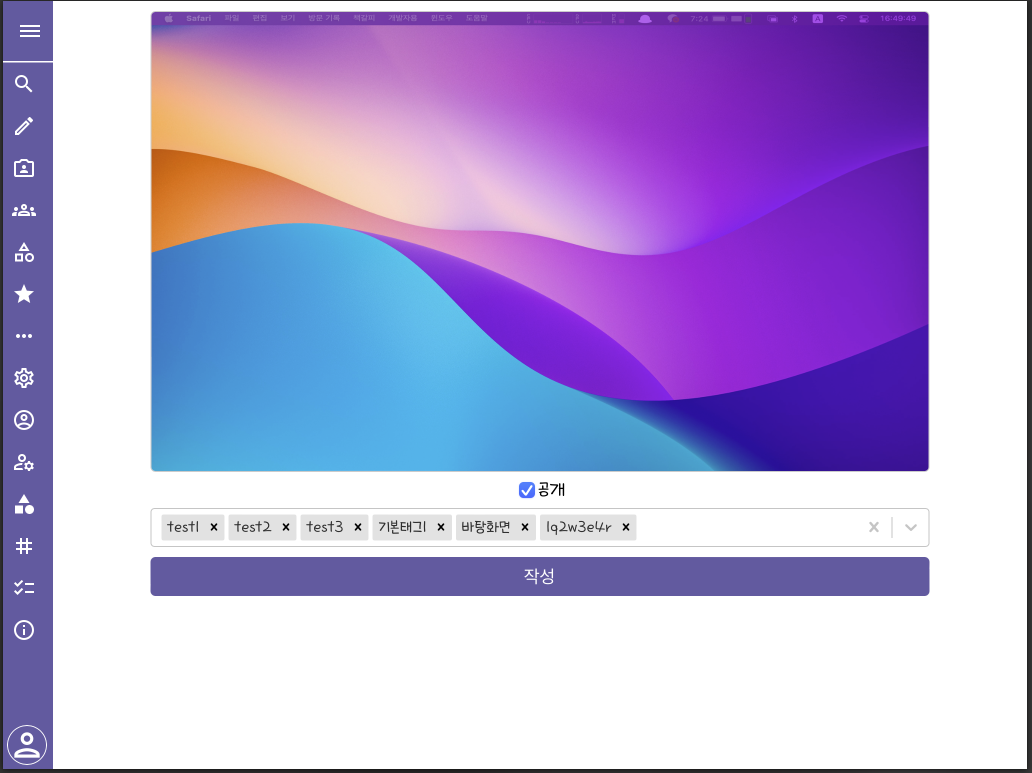 Safari 파일 편집 보기 방문 기록 책갈피 개발자용 윈도우 도움말 7:24 A 16:49:49
공개
test1 × test2 × test3 × 기본태그1 × 바탕화면 × 1q2w3e4r ×
작성